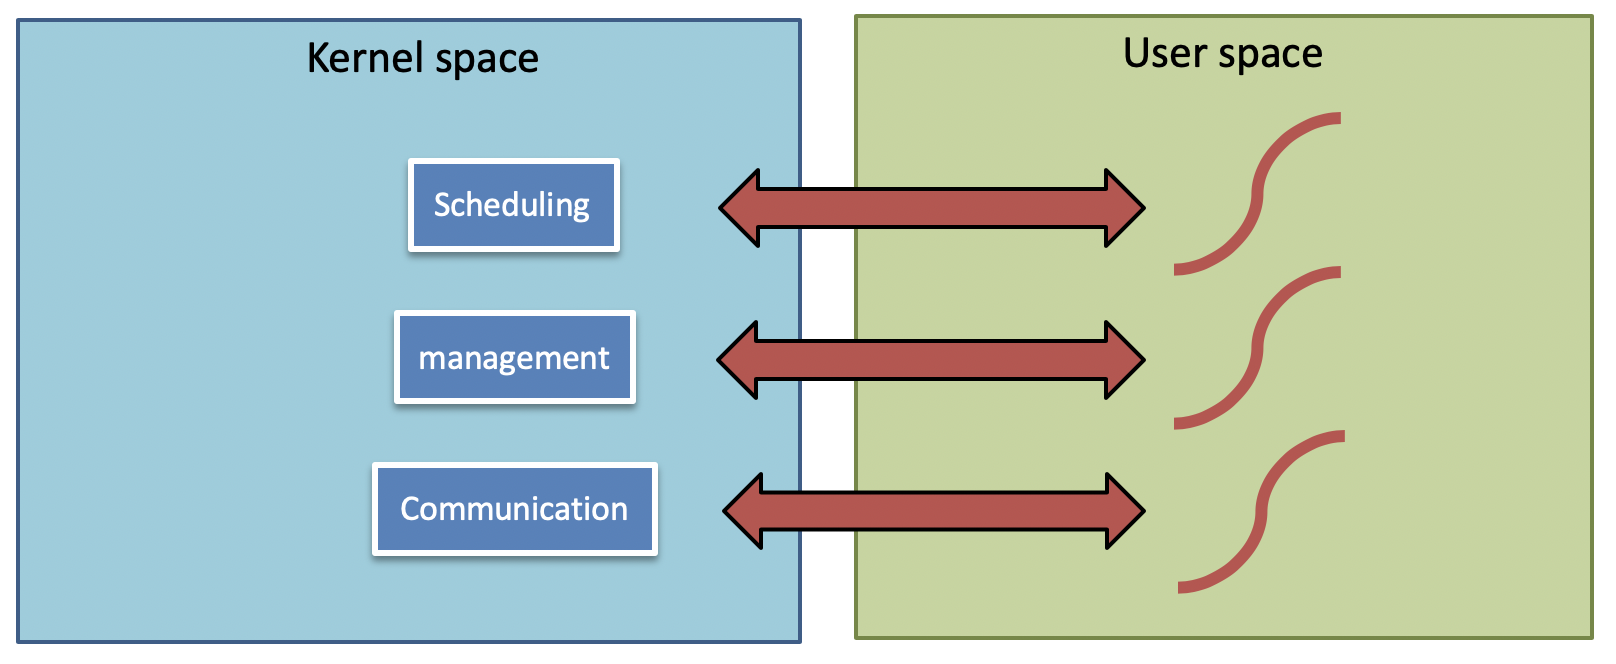 Kernel space
User space
Scheduling
management
Communication